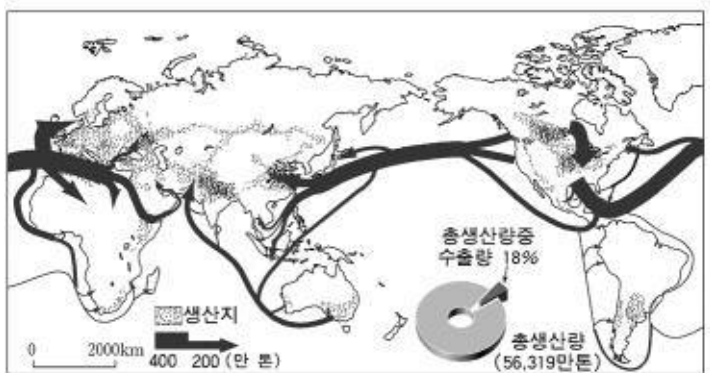 총생산량중
수출량 18%
생산지
총생산량
(56,319만톤)
0 2000km
400 200 (만 톤)